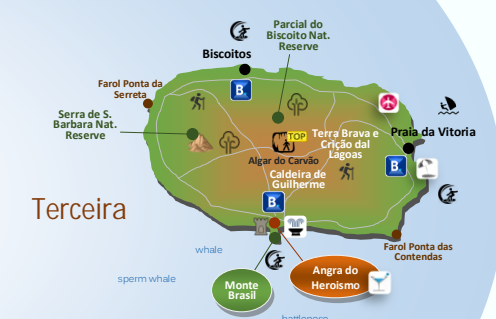 Parcial do
Biscoito Nat.
Reserve
Biscoitos
Farol Ponta da
Serreta
Serra de S.
Barbara Nat.
Reserve
TOP
Algar do Carvão
Terra Brava e
Crição dal
Lagoas
Praia da Vitoria
Caldeira de
Guilherme
B
B
B
Terceira
whale
sperm whale
Monte
Brasil
Angra do
Heroismo
Farol Ponta das
Contendas